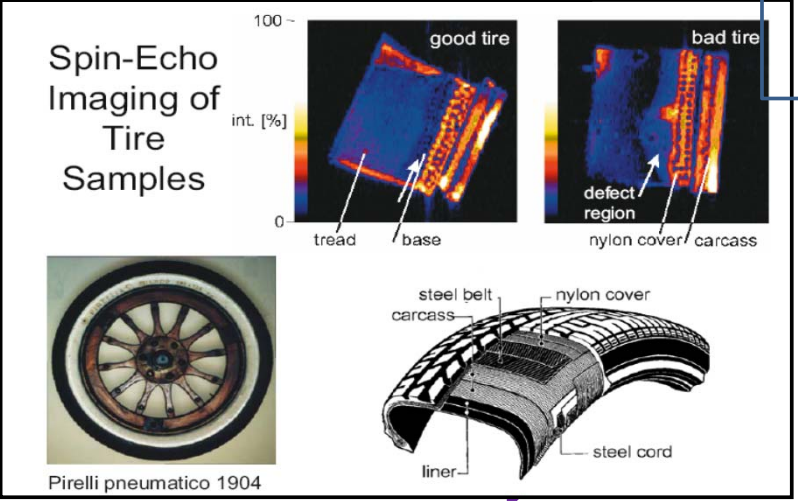 Spin-Echo
Imaging of
Tire
Samples
100
int. [%]
0
good tire
tread
base
bad tire
defect
region
nylon cover
carcass
Pirelli pneumatico 1904
steel belt
nylon cover
carcass
steel cord
liner